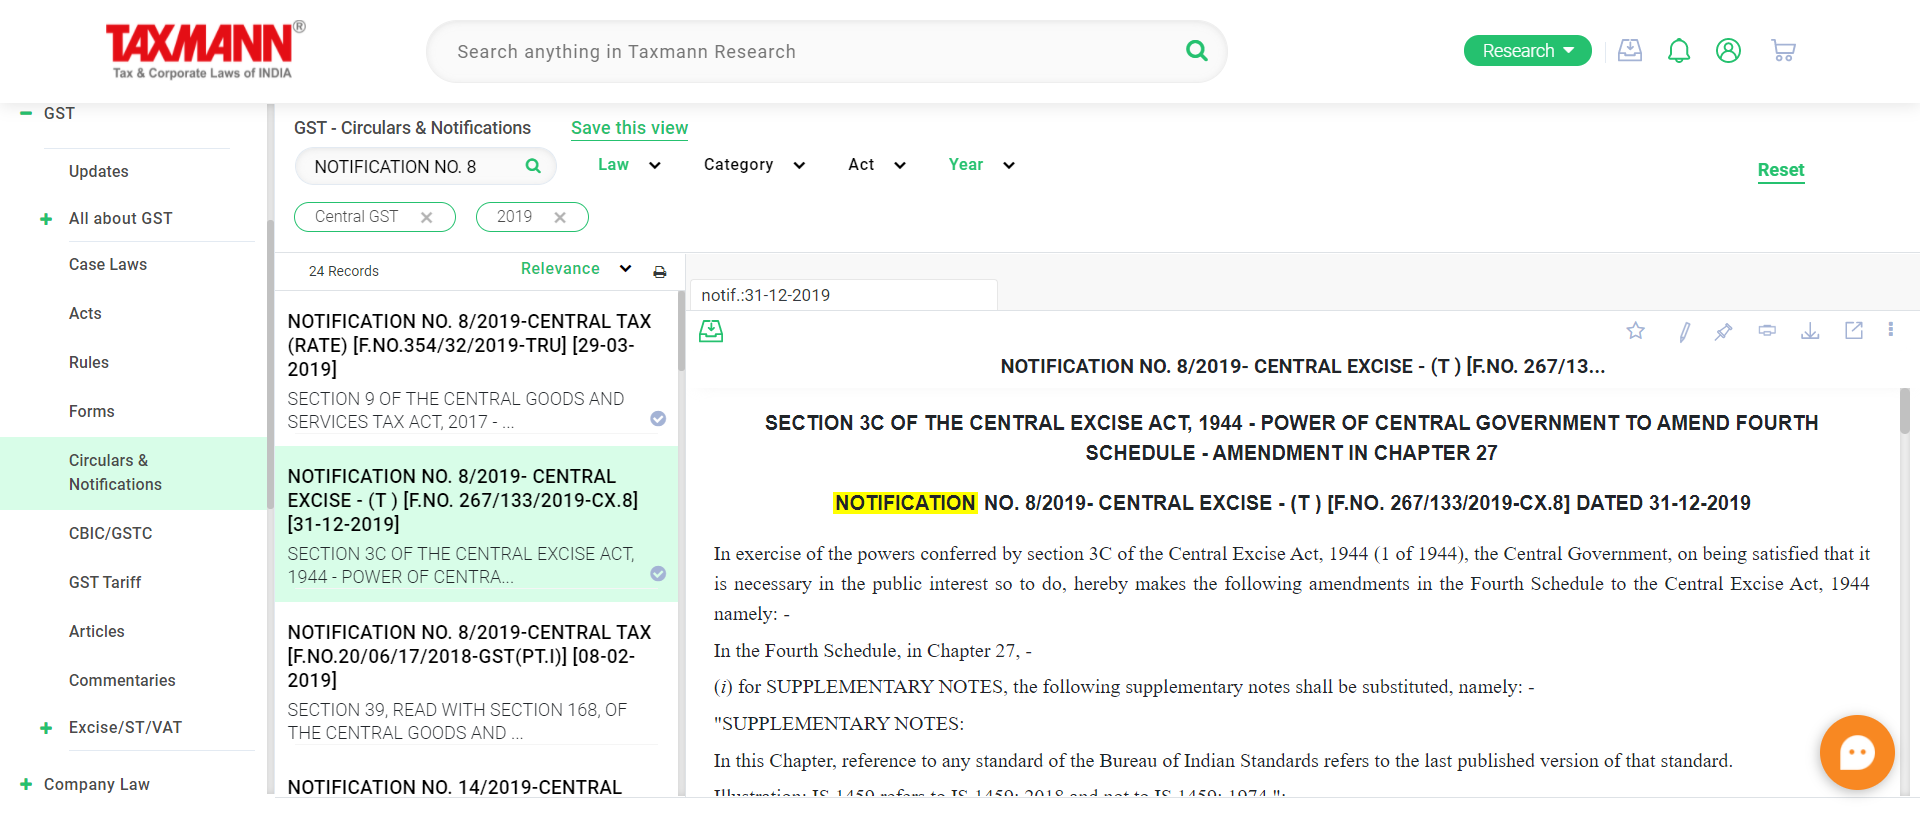 TAXMANN®
Tax & Corporate Laws of INDIA
Search anything in Taxmann Research
Research
GST
Updates
All about GST
Case Laws
Acts
Rules
Forms
Circulars &
Notifications
CBIC/GSTC
GST Tariff
Articles
Commentaries
Excise/ST/VAT
Company Law
GST - Circulars & Notifications
Save this view
NOTIFICATION NO. 8
Law
Category
Act
Year
Reset
Central GST
2019
24 Records
Relevance
NOTIFICATION NO. 8/2019-CENTRAL TAX
(RATE) [F.NO.354/32/2019-TRU] [29-03-
2019]
SECTION 9 OF THE CENTRAL GOODS AND
SERVICES TAX ACT, 2017 - ...
NOTIFICATION NO. 8/2019- CENTRAL
EXCISE - (T ) [F.NO. 267/133/2019-CX.8]
[31-12-2019]
SECTION 3C OF THE CENTRAL EXCISE ACT,
1944 - POWER OF CENTRA...
NOTIFICATION NO. 8/2019-CENTRAL TAX
[F.NO.20/06/17/2018-GST(PT.I)] [08-02-
2019]
SECTION 39, READ WITH SECTION 168, OF
THE CENTRAL GOODS AND ...
NOTIFICATION NO. 14/2019-CENTRAL
notif.:31-12-2019
NOTIFICATION NO. 8/2019- CENTRAL EXCISE - (T ) [F.NO. 267/13...
SECTION 3C OF THE CENTRAL EXCISE ACT, 1944 - POWER OF CENTRAL GOVERNMENT TO AMEND FOURTH
SCHEDULE - AMENDMENT IN CHAPTER 27
NOTIFICATION NO. 8/2019- CENTRAL EXCISE - (T ) [F.NO. 267/133/2019-CX.8] DATED 31-12-2019
In exercise of the powers conferred by section 3C of the Central Excise Act, 1944 (1 of 1944), the Central Government, on being satisfied that it
is necessary in the public interest so to do, hereby makes the following amendments in the Fourth Schedule to the Central Excise Act, 1944
namely: -
In the Fourth Schedule, in Chapter 27, -
(i) for SUPPLEMENTARY NOTES, the following supplementary notes shall be substituted, namely: -
"SUPPLEMENTARY NOTES:
In this Chapter, reference to any standard of the Bureau of Indian Standards refers to the last published version of that standard.
Illustration: IS 1459 refers to IS 1459: 2018 and not to IS 1459: 1974.";